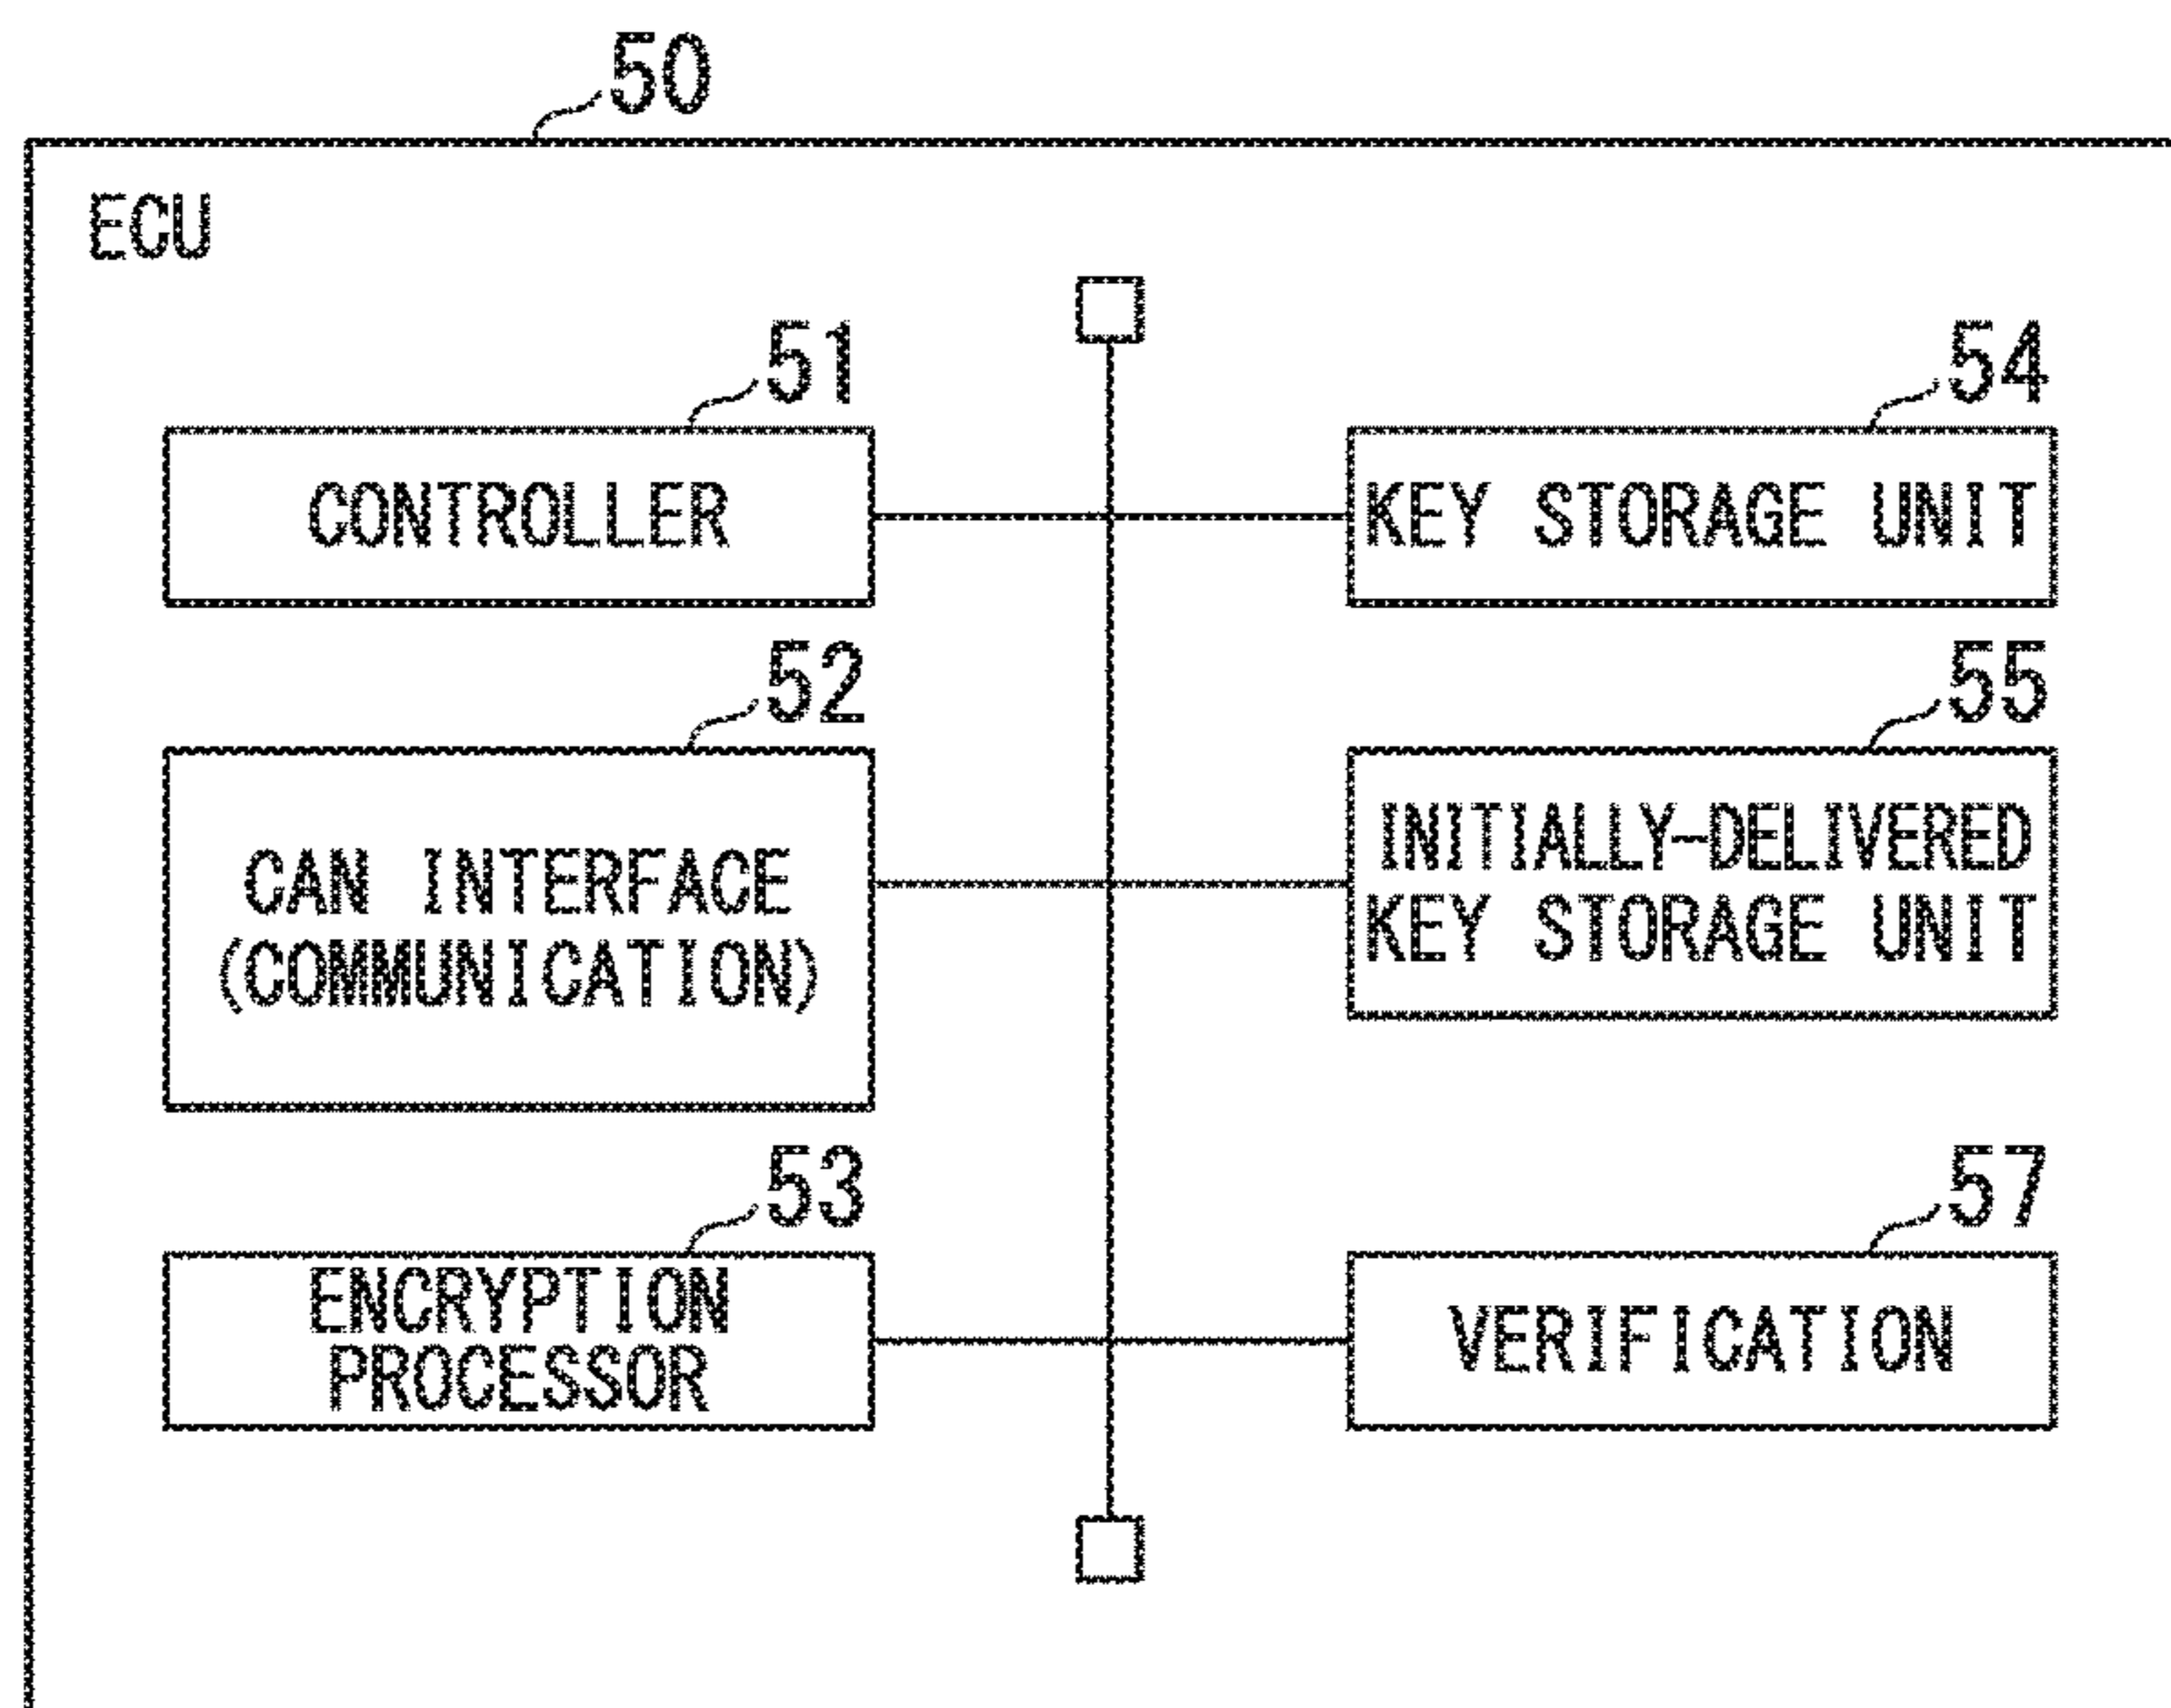 50
ECU
51
CONTROLLER
54
KEY STORAGE UNIT
52
CAN INTERFACE
(COMMUNICATION)
55
INITIALLY-DELIVERED
KEY STORAGE UNIT
53
ENCRYPTION
PROCESSOR
57
VERIFICATION